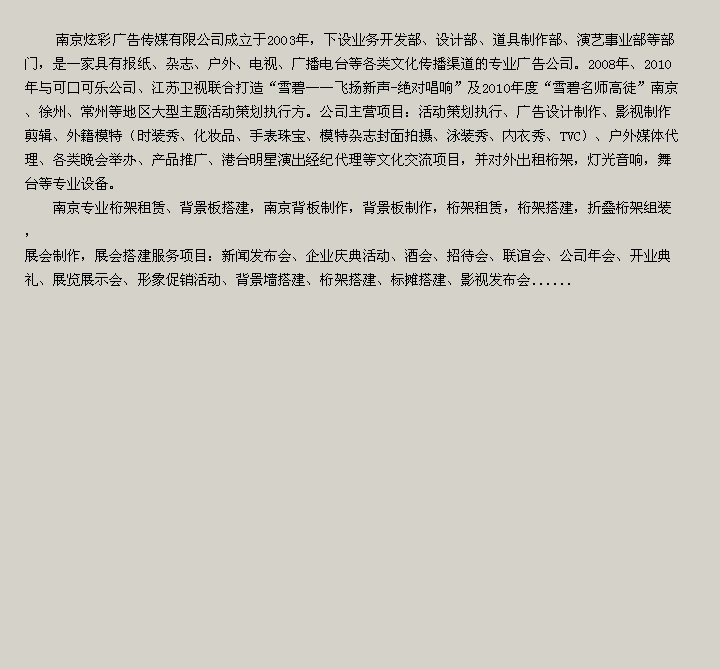 南京炫彩广告传媒有限公司成立于2003年，下设业务开发部、设计部、道具制作部、演艺事业部等部
门，是一家具有报纸、杂志、户外、电视、广播电台等各类文化传播渠道的专业广告公司。2008年、2010
年与可口可乐公司、江苏卫视联合打造“雪碧——飞扬新声-绝对唱响”及2010年度“雪碧名师高徒”南京
、徐州、常州等地区大型主题活动策划执行方。公司主营项目：活动策划执行、广告设计制作、影视制作
剪辑、外籍模特（时装秀、化妆品、手表珠宝、模特杂志封面拍摄、泳装秀、内衣秀、TVC）、户外媒体代
理、各类晚会举办、产品推广、港台明星演出经纪代理等文化交流项目，并对外出租桁架，灯光音响，舞
台等专业设备。
南京专业桁架租赁、背景板搭建，南京背板制作，背景板制作，桁架租赁，桁架搭建，折叠桁架组装
，
展会制作，展会搭建服务项目：新闻发布会、企业庆典活动、酒会、招待会、联谊会、公司年会、开业典
礼、展览展示会、形象促销活动、背景墙搭建、桁架搭建、标摊搭建、影视发布会......